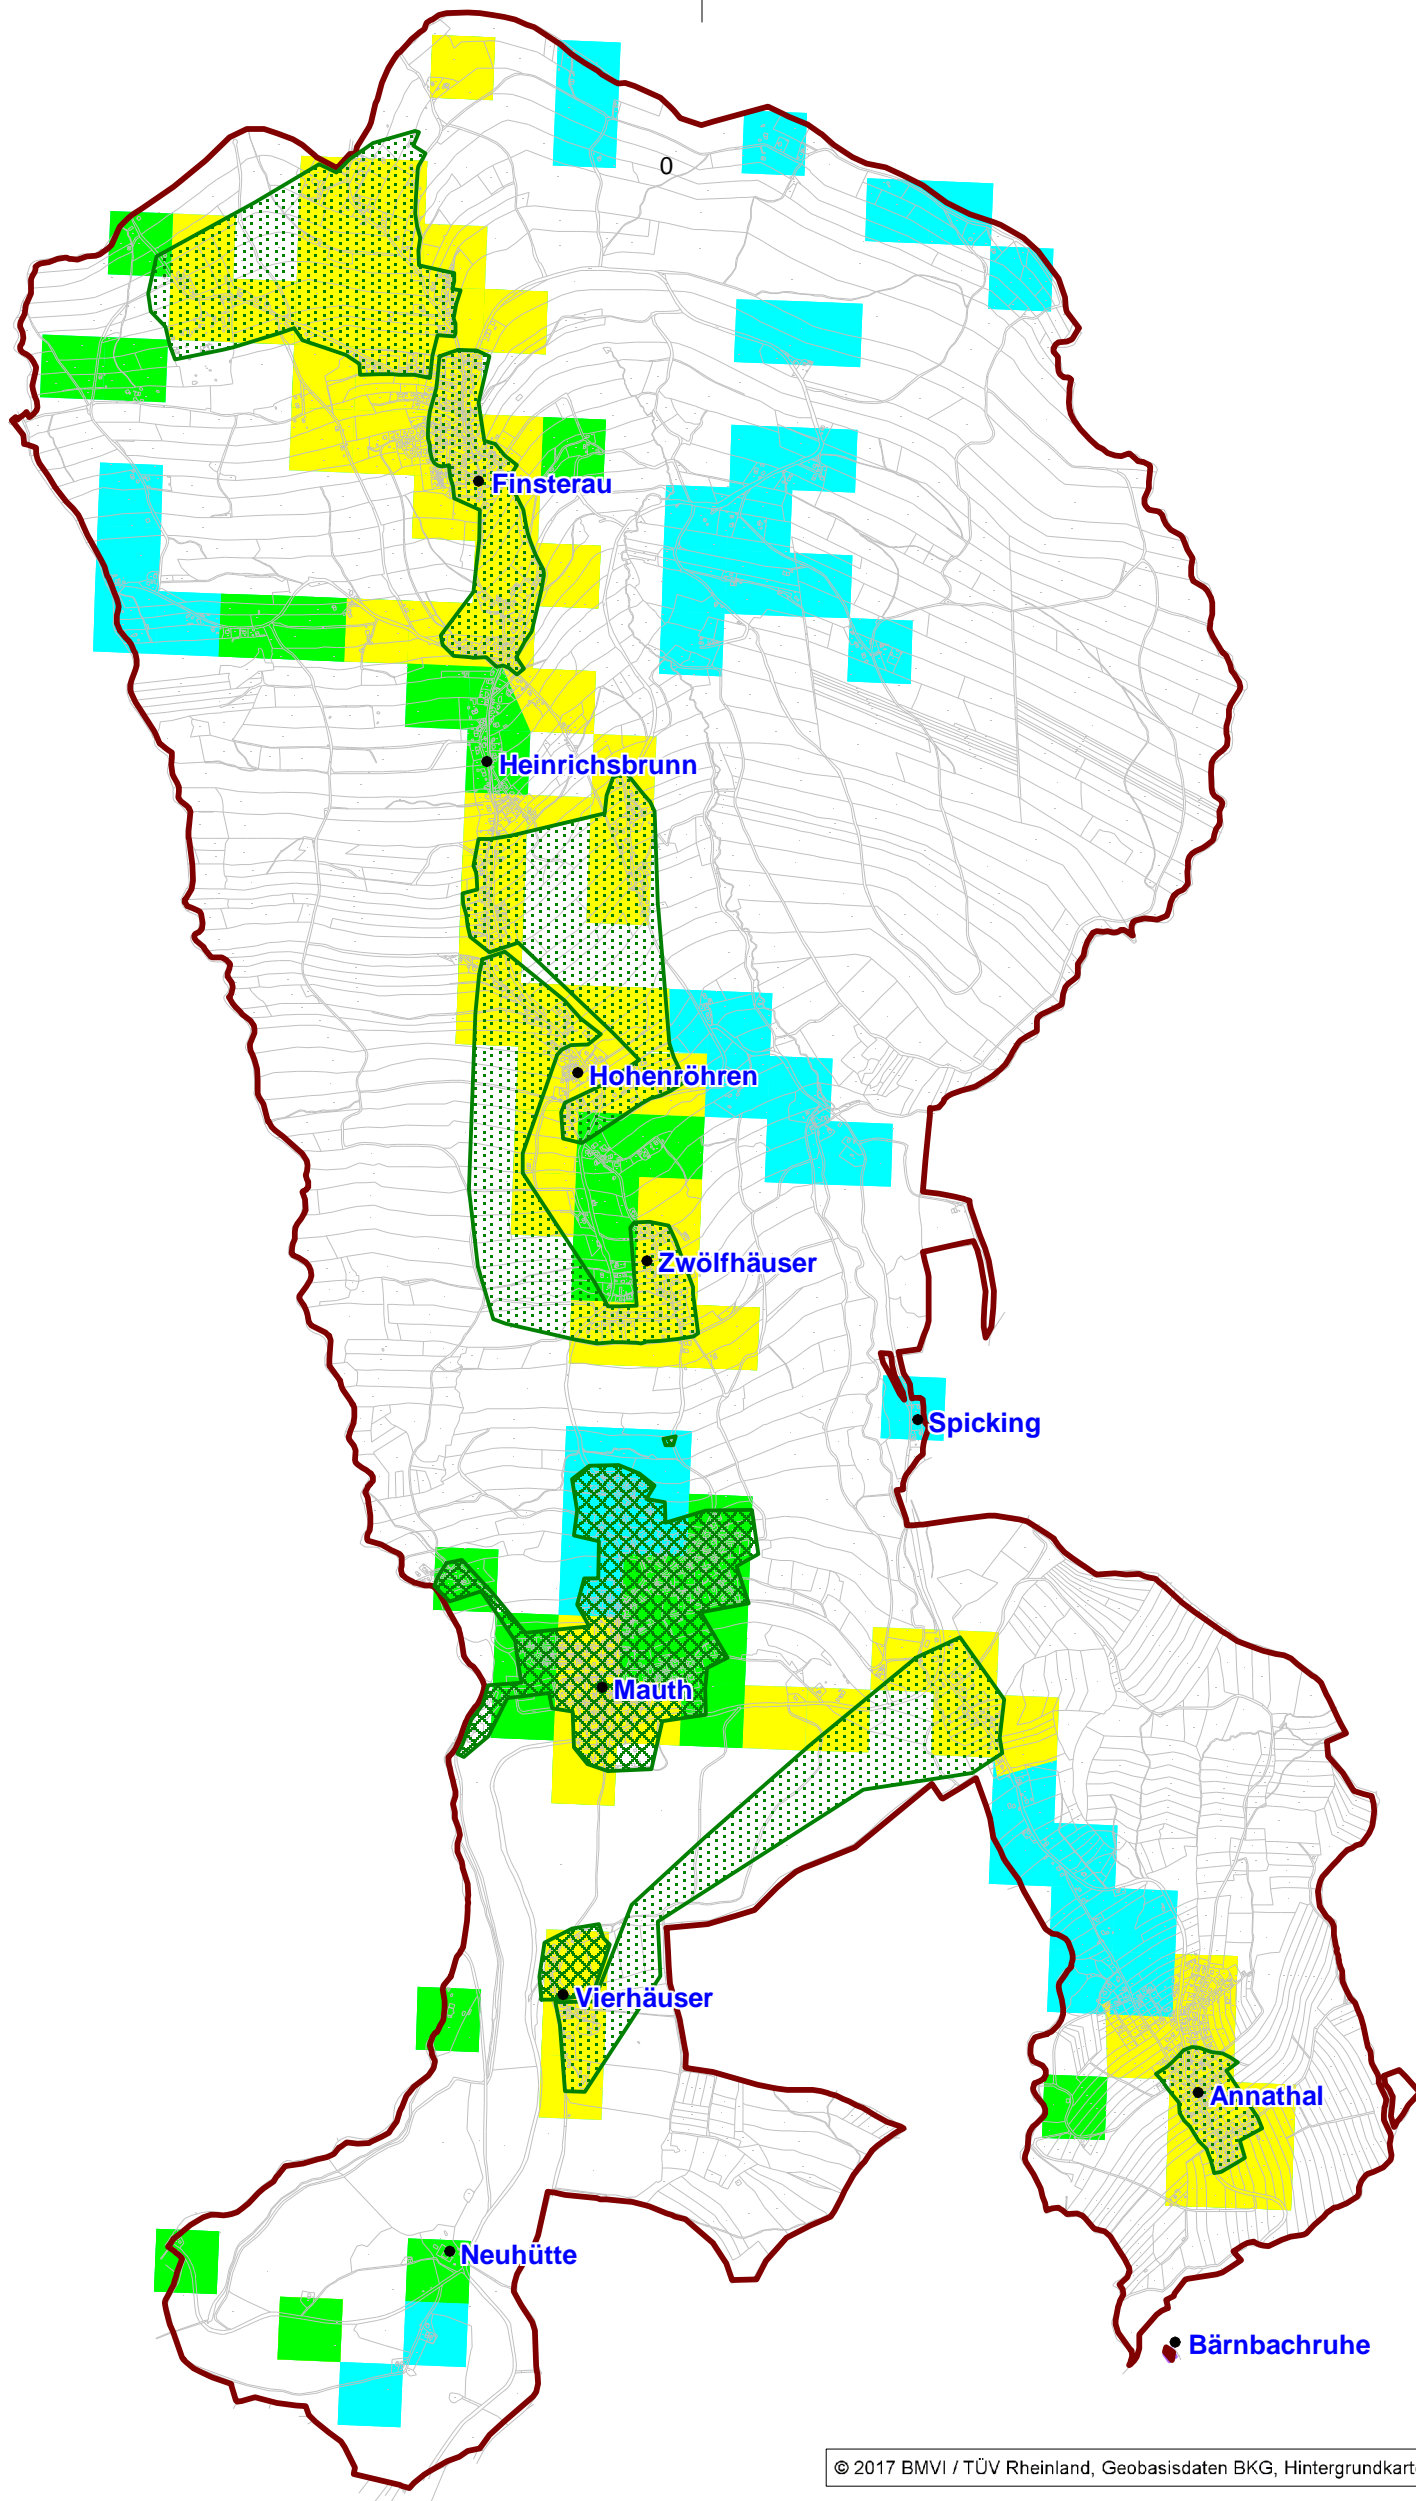 0
Finsterau
Heinrichsbrunn
Hohenröhren
Zwölfhäuser
Spicking
Mauth
Vierhäuser
Annathal
Neuhütte
Bärnbachruhe
© 2017 BMVI / TÜV Rheinland, Geobasisdaten BKG, Hintergrundkart